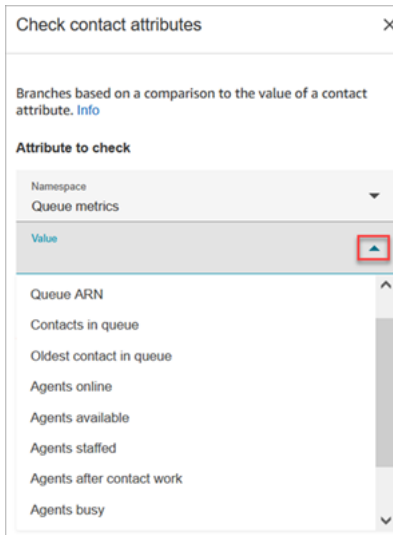 Check contact attributes
Branches based on a comparison to the value of a contact
attribute. Info
Attribute to check
Namespace
Queue metrics
Value
Queue ARN
Contacts in queue
Oldest contact in queue
Agents online
Agents available
Agents staffed
Agents after contact work
Agents busy